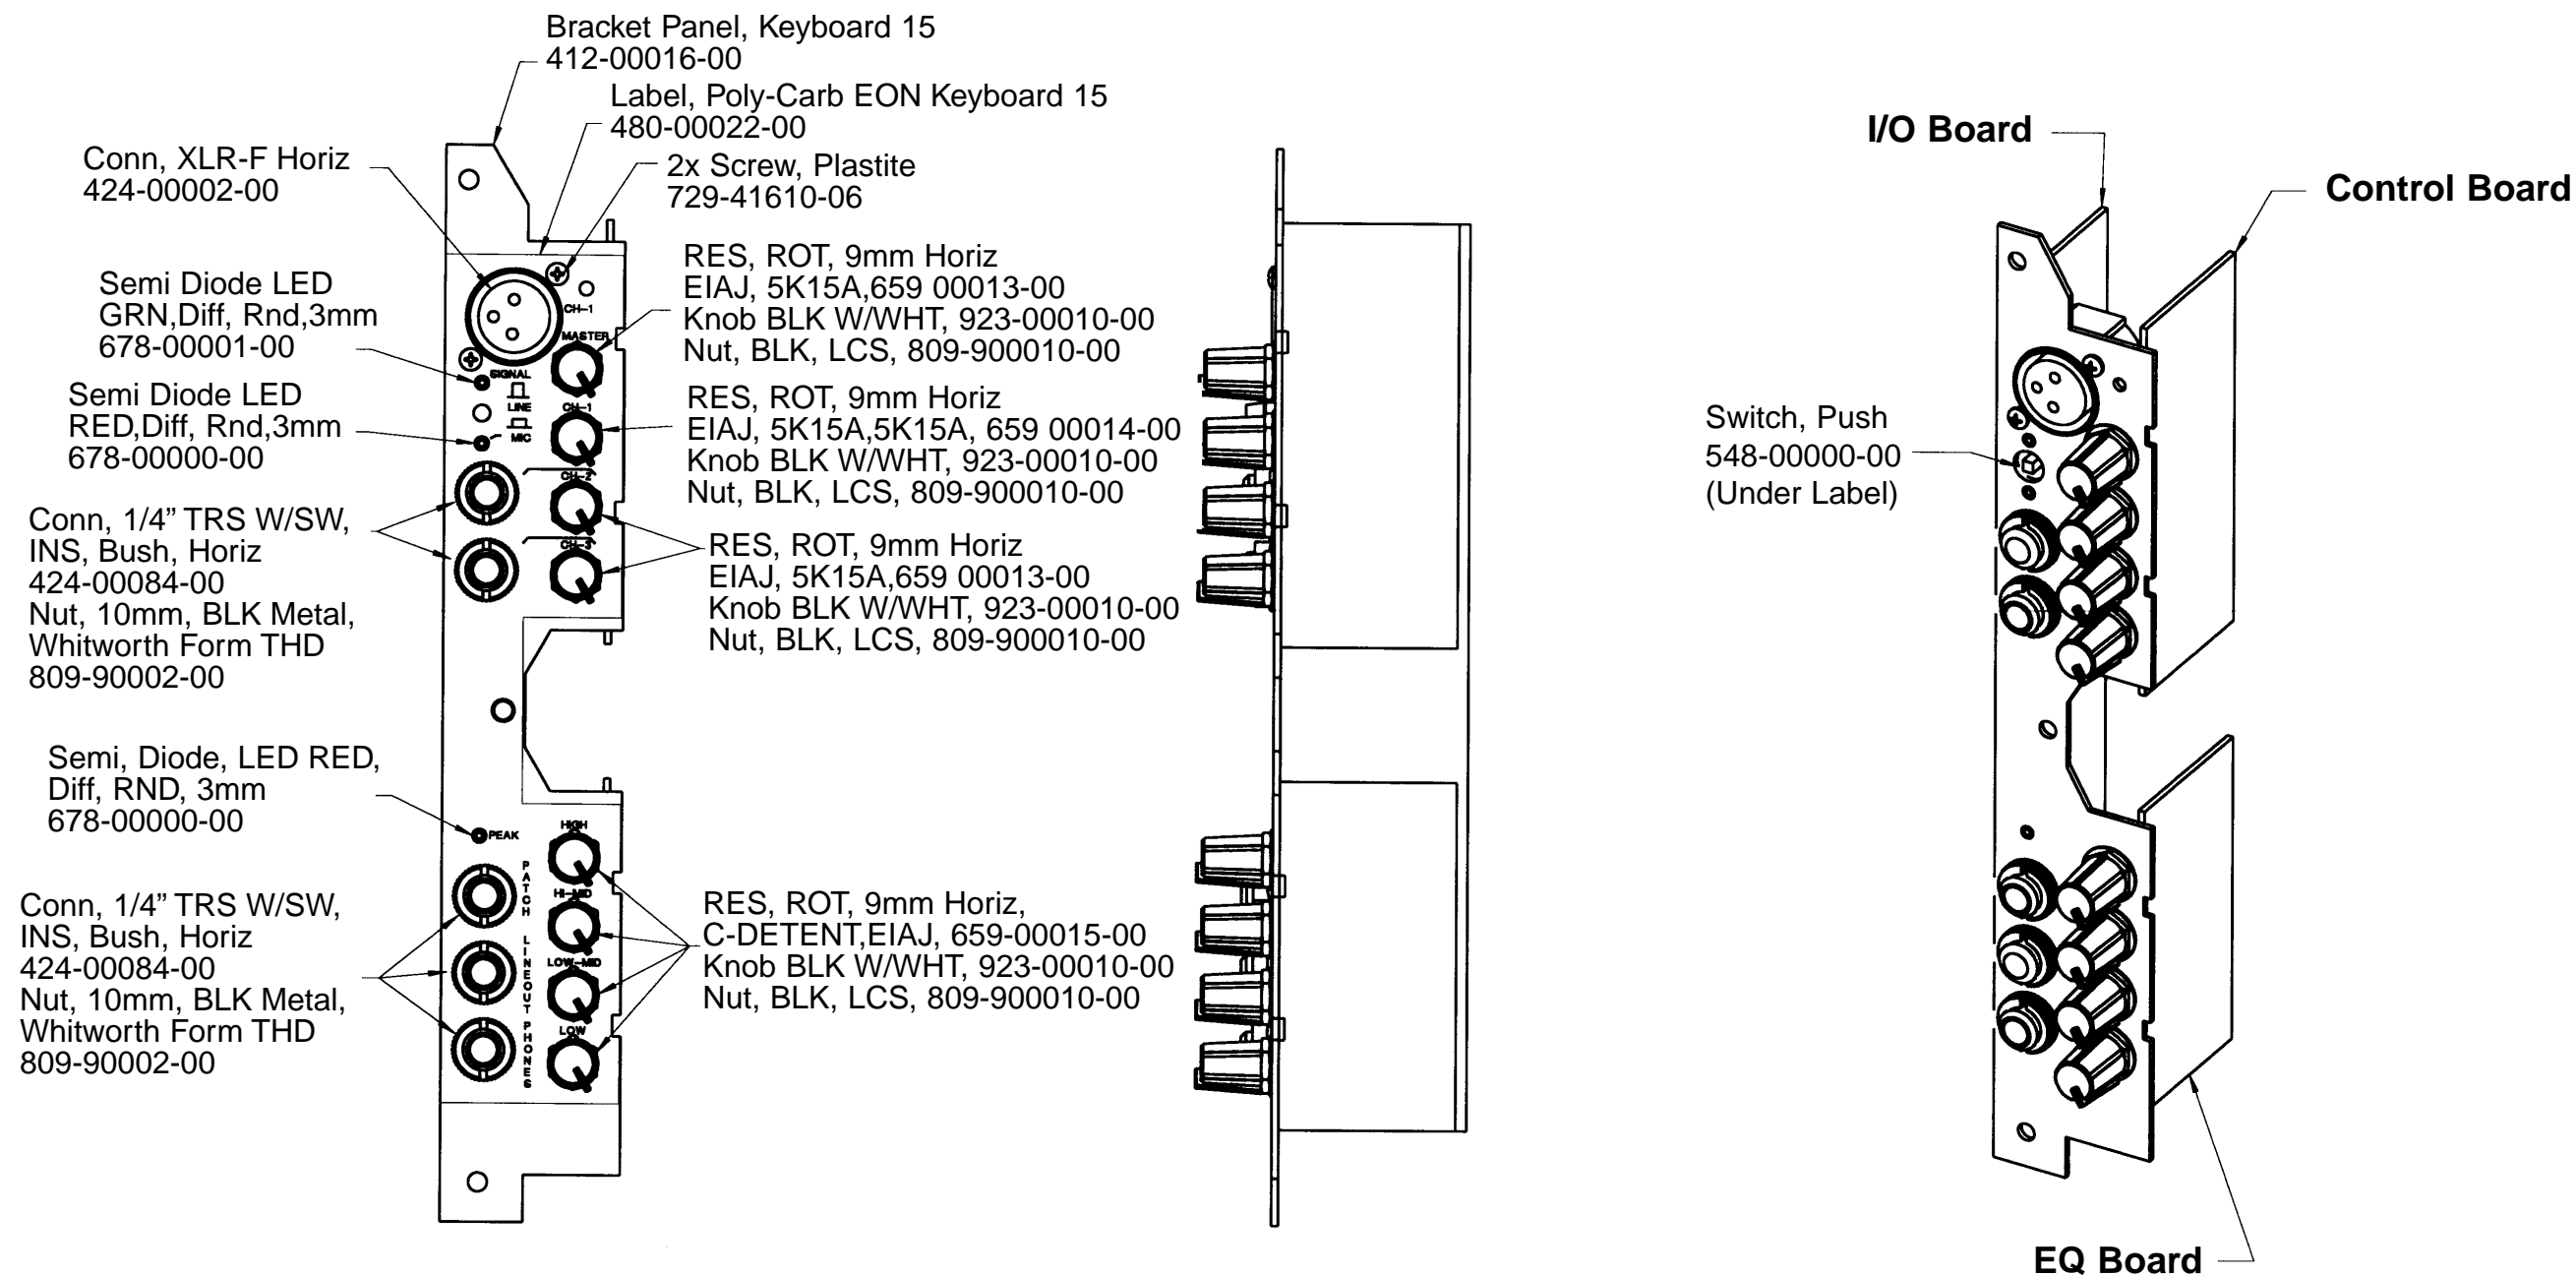 Bracket Panel, Keyboard 15
412-00016-00
Label, Poly-Carb EON Keyboard 15
480-00022-00
2x Screw, Plastite
729-41610-06
Conn, XLR-F Horiz
424-00002-00
Semi Diode LED
GRN,Diff, Rnd,3mm
678-00001-00
Semi Diode LED
RED,Diff, Rnd,3mm
678-00000-00
Conn, 1/4” TRS W/SW,
INS, Bush, Horiz
424-00084-00
Nut, 10mm, BLK Metal,
Whitworth Form THD
809-90002-00
Semi, Diode, LED RED,
Diff, RND, 3mm
678-00000-00
Conn, 1/4” TRS W/SW,
INS, Bush, Horiz
424-00084-00
Nut, 10mm, BLK Metal,
Whitworth Form THD
809-90002-00
CH-1
MASTER
SIGNAL
LINE
MIC
CH-1
CH-2
CH-3
PEAK
HIGH
HI-MID
LOW-MID
LOW
PATCH
LINEOUT
PHONES
RES, ROT, 9mm Horiz
EIAJ, 5K15A,659 00013-00
Knob BLK W/WHT, 923-00010-00
Nut, BLK, LCS, 809-900010-00
RES, ROT, 9mm Horiz
EIAJ, 5K15A,5K15A, 659 00014-00
Knob BLK W/WHT, 923-00010-00
Nut, BLK, LCS, 809-900010-00
RES, ROT, 9mm Horiz
EIAJ, 5K15A,659 00013-00
Knob BLK W/WHT, 923-00010-00
Nut, BLK, LCS, 809-900010-00
RES, ROT, 9mm Horiz,
C-DETENT,EIAJ, 659-00015-00
Knob BLK W/WHT, 923-00010-00
Nut, BLK, LCS, 809-900010-00
I/O Board
Control Board
Switch, Push
548-00000-00
(Under Label)
EQ Board